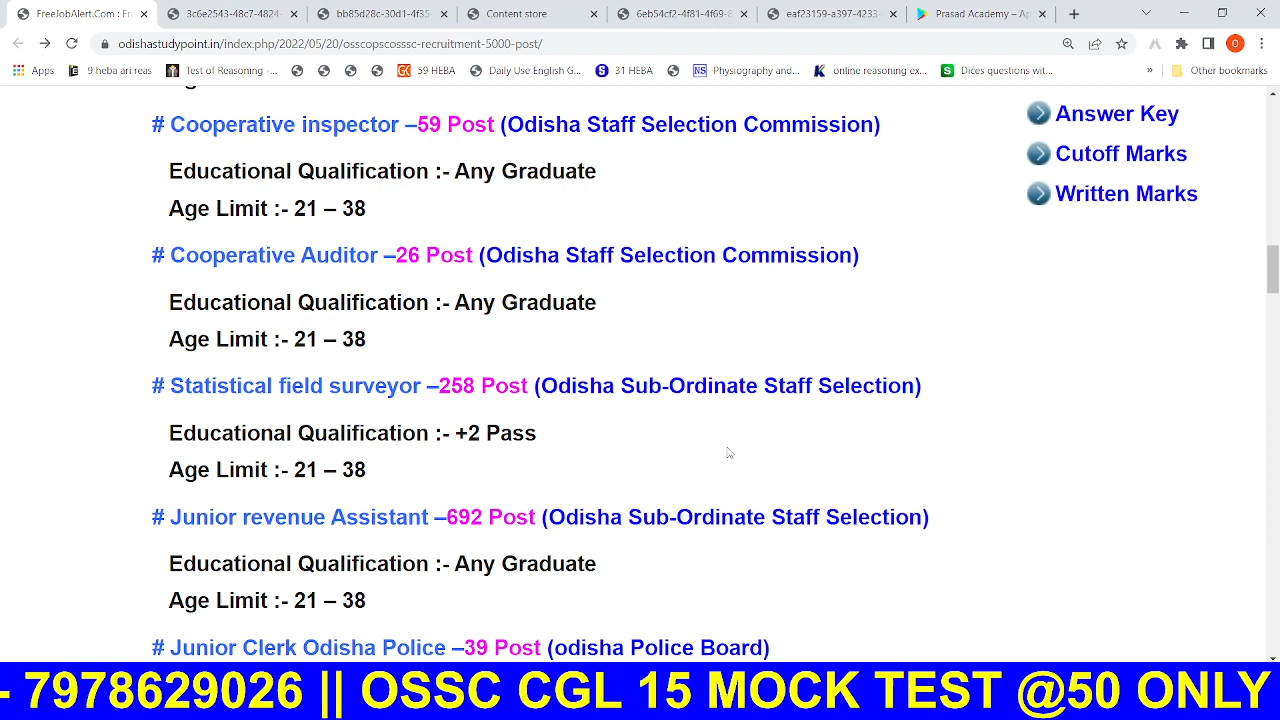 FreeJobAlert.Com : Fr
3c6e2543-48c7-4824-
bb85d28c-30d1-4f35-
Content store
6eb54cf2-4f81-4f69-8
eaf23159-a397-4233-
Prasad Academy – Ap
odishastudypoint.in/index.php/2022/05/20/osscopscosssc-recruitment-5000-post/
O
Apps
9 heba ari reas
Test of Reasoning -...
59 HEBA
Daily Use English G...
31 HEBA
Physiography and...
online reasoning ex...
Dices questions wit...
»
Other bookmarks
# Cooperative inspector –59 Post (Odisha Staff Selection Commission)
Educational Qualification :- Any Graduate
Age Limit :- 21 – 38
# Cooperative Auditor –26 Post (Odisha Staff Selection Commission)
Educational Qualification :- Any Graduate
Age Limit :- 21 – 38
# Statistical field surveyor –258 Post (Odisha Sub-Ordinate Staff Selection)
Educational Qualification :- +2 Pass
Age Limit :- 21 – 38
# Junior revenue Assistant –692 Post (Odisha Sub-Ordinate Staff Selection)
Educational Qualification :- Any Graduate
Age Limit :- 21 – 38
# Junior Clerk Odisha Police –39 Post (odisha Police Board)
Answer Key
Cutoff Marks
Written Marks
- 7978629026 || OSSC CGL 15 MOCK TEST @50 ONLY